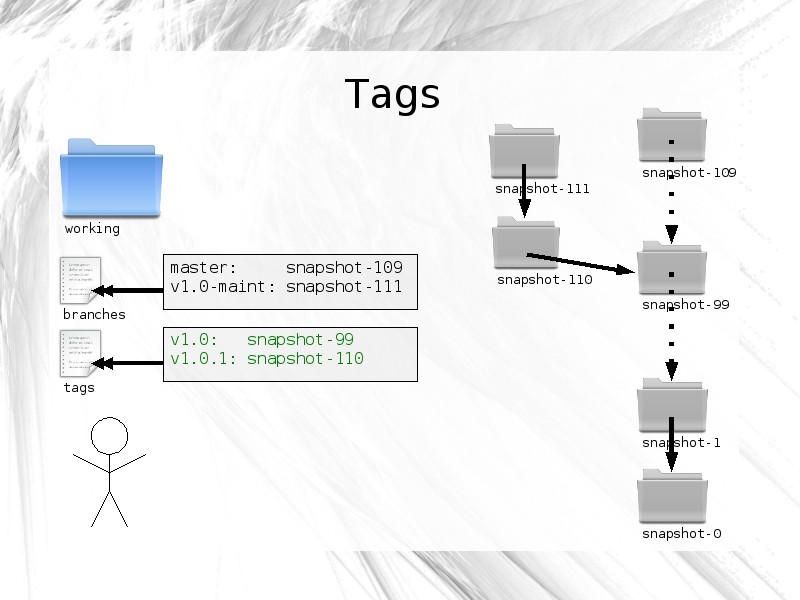 Tags
working
branches
master:     snapshot-109
v1.0-maint: snapshot-111
tags
v1.0:   snapshot-99
v1.0.1: snapshot-110
snapshot-111
snapshot-109
snapshot-110
snapshot-99
snapshot-1
snapshot-0